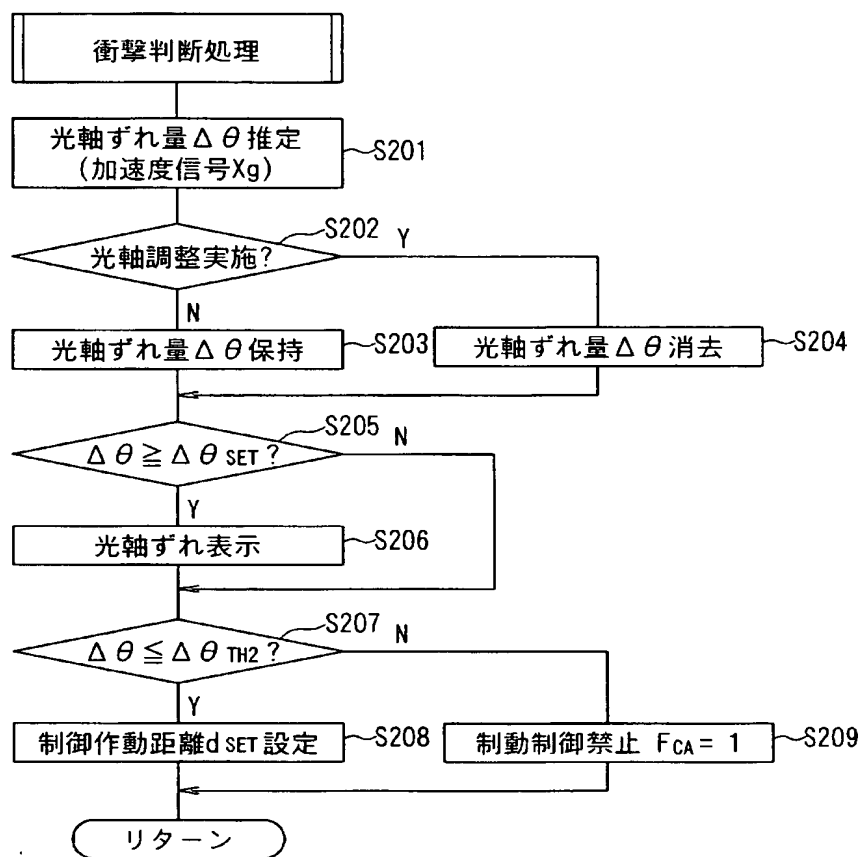 衝撃判断処理
光軸ずれ量Δθ推定
(加速度信号Xg)
S201
光軸調整実施?
S202
Y
N
光軸ずれ量Δθ保持
S203
光軸ずれ量Δθ消去
S204
Δθ≧ΔθSET?
S205
N
Y
光軸ずれ表示
S206
Δθ≦ΔθTH2?
S207
N
Y
制御作動距離dSET設定
S208
制動制御禁止 FCA= 1
S209
リターン